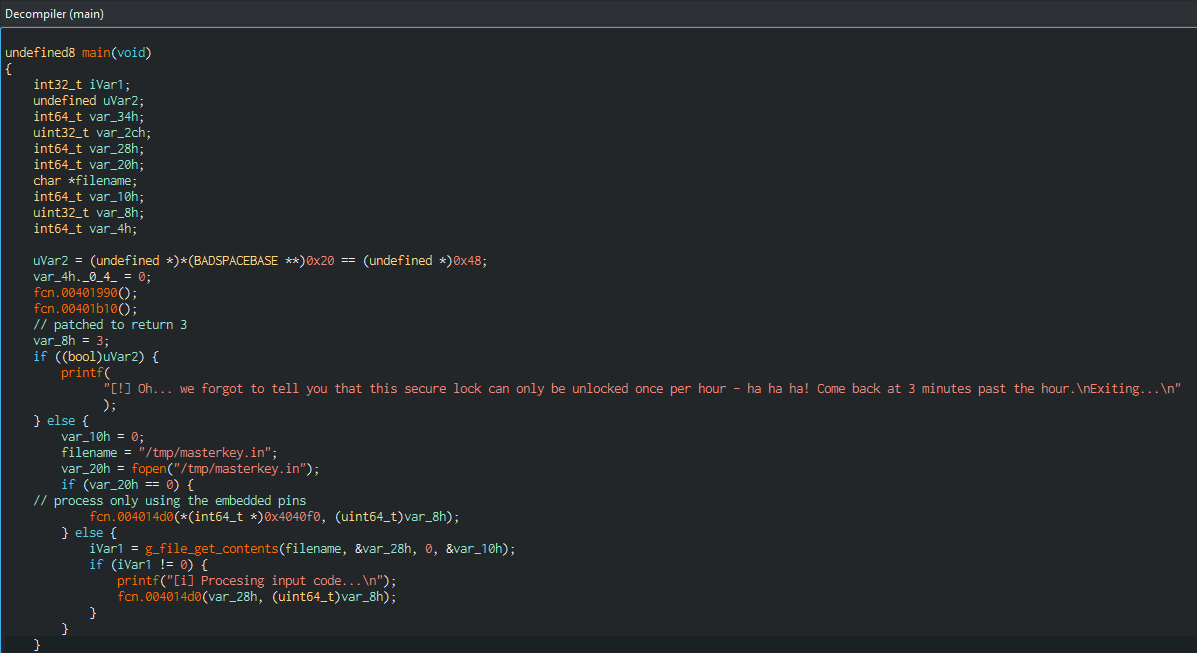 Decompiler (main)
undefined8 main(void)
{
    int32_t iVar1;
    undefined uVar2;
    int64_t var_34h;
    uint32_t var_2ch;
    int64_t var_28h;
    int64_t var_20h;
    char *filename;
    int64_t var_10h;
    uint32_t var_8h;
    int64_t var_4h;

    uVar2 = (undefined *)*(BADSPACEBASE **)0x20 == (undefined *)0x48;
    var_4h._0_4_ = 0;
    fcn.00401990();
    fcn.00401b10();
    // patched to return 3
    var_8h = 3;
    if ((bool)uVar2) {
        printf(
              "[!] Oh... we forgot to tell you that this secure lock can only be unlocked once per hour - ha ha ha! Come back at 3 minutes past the hour.\nExiting...\n"
              );
    } else {
        var_10h = 0;
        filename = "/tmp/masterkey.in";
        var_20h = fopen("/tmp/masterkey.in");
        if (var_20h == 0) {
    // process only using the embedded pins
            fcn.004014d0(*(int64_t *)0x4040f0, (uint64_t)var_8h);
        } else {
            iVar1 = g_file_get_contents(filename, &var_28h, 0, &var_10h);
            if (iVar1 != 0) {
                printf("[i] Procesing input code...\n");
                fcn.004014d0(var_28h, (uint64_t)var_8h);
            }
        }
    }